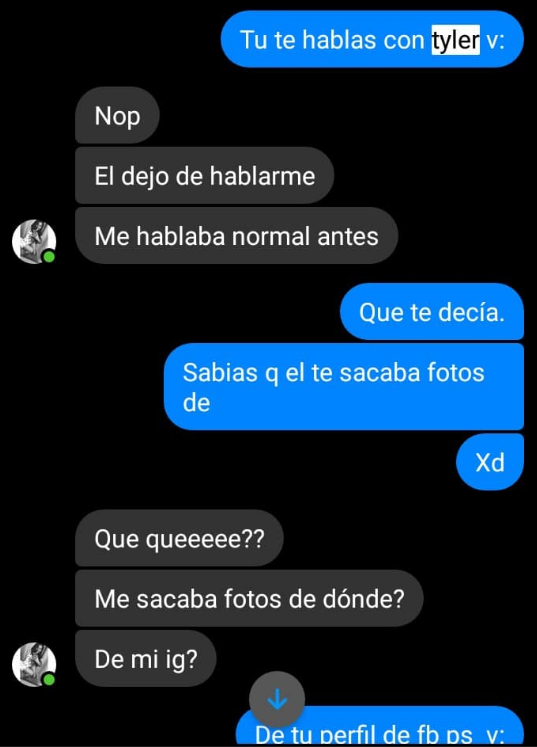 Tu te hablas con tyler v:
Nop
El dejo de hablarme
Me hablaba normal antes
Que te decía.
Sabias q el te sacaba fotos
de
Xd
Que queeeee??
Me sacaba fotos de dónde?
De mi ig?
De tu perfil de fb ps v: